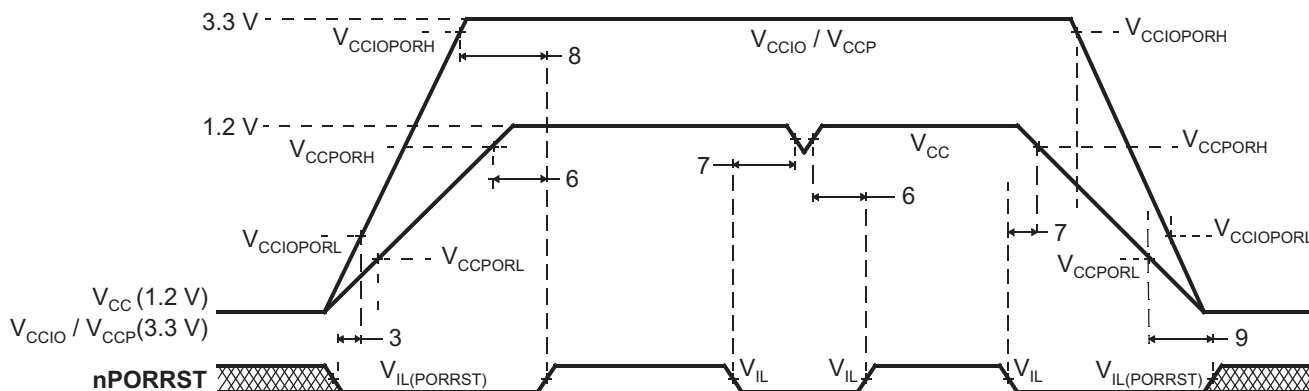 3.3 V
V_CCIOPORH
V_CCIO / V_CCP
V_CCIOPORH
8
1.2 V
V_CCPORH
V_CC
V_CCPORH
7
6
6
7
V_CCIOPORL
V_CCPORL
V_CCIOPORL
V_CCPORL
V_CC (1.2 V)
V_CCIO / V_CCP(3.3 V)
3
9
nPORRST
V_IL(PORRST)
V_IL
V_IL
V_IL
V_IL(PORRST)